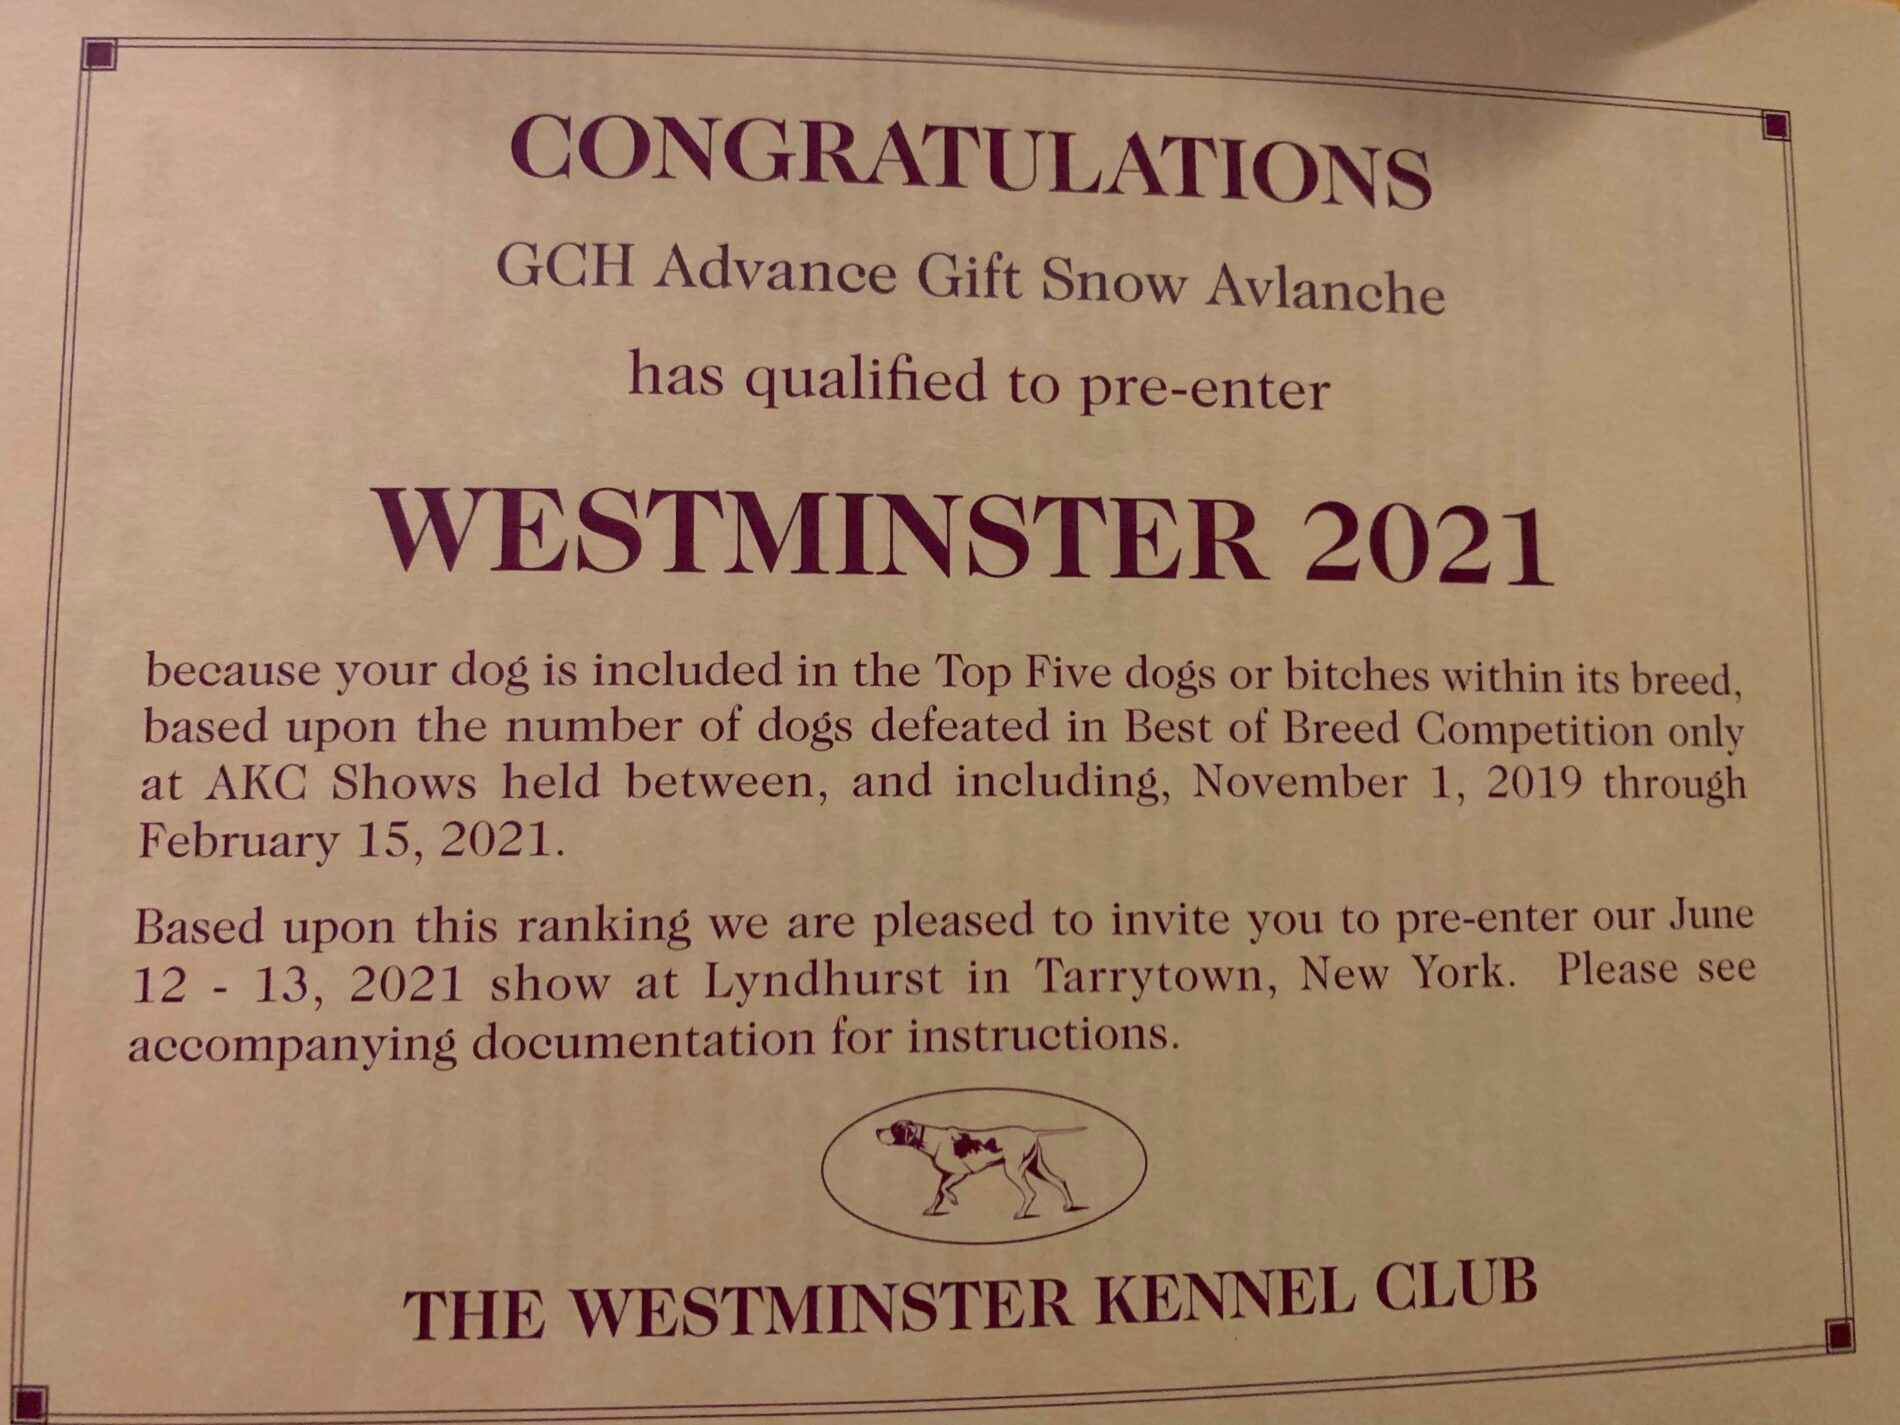 CONGRATULATIONS
GCH Advance Gift Snow Avlanche
has qualified to pre-enter
WESTMINSTER 2021
because your dog is included in the Top Five dogs or bitches within its breed,
based upon the number of dogs defeated in Best of Breed Competition only
at AKC Shows held between, and including, November 1, 2019 through
February 15, 2021.
Based upon this ranking we are pleased to invite you to pre-enter our June
12 - 13, 2021 show at Lyndhurst in Tarrytown, New York. Please see
accompanying documentation for instructions.
THE WESTMINSTER KENNEL CLUB